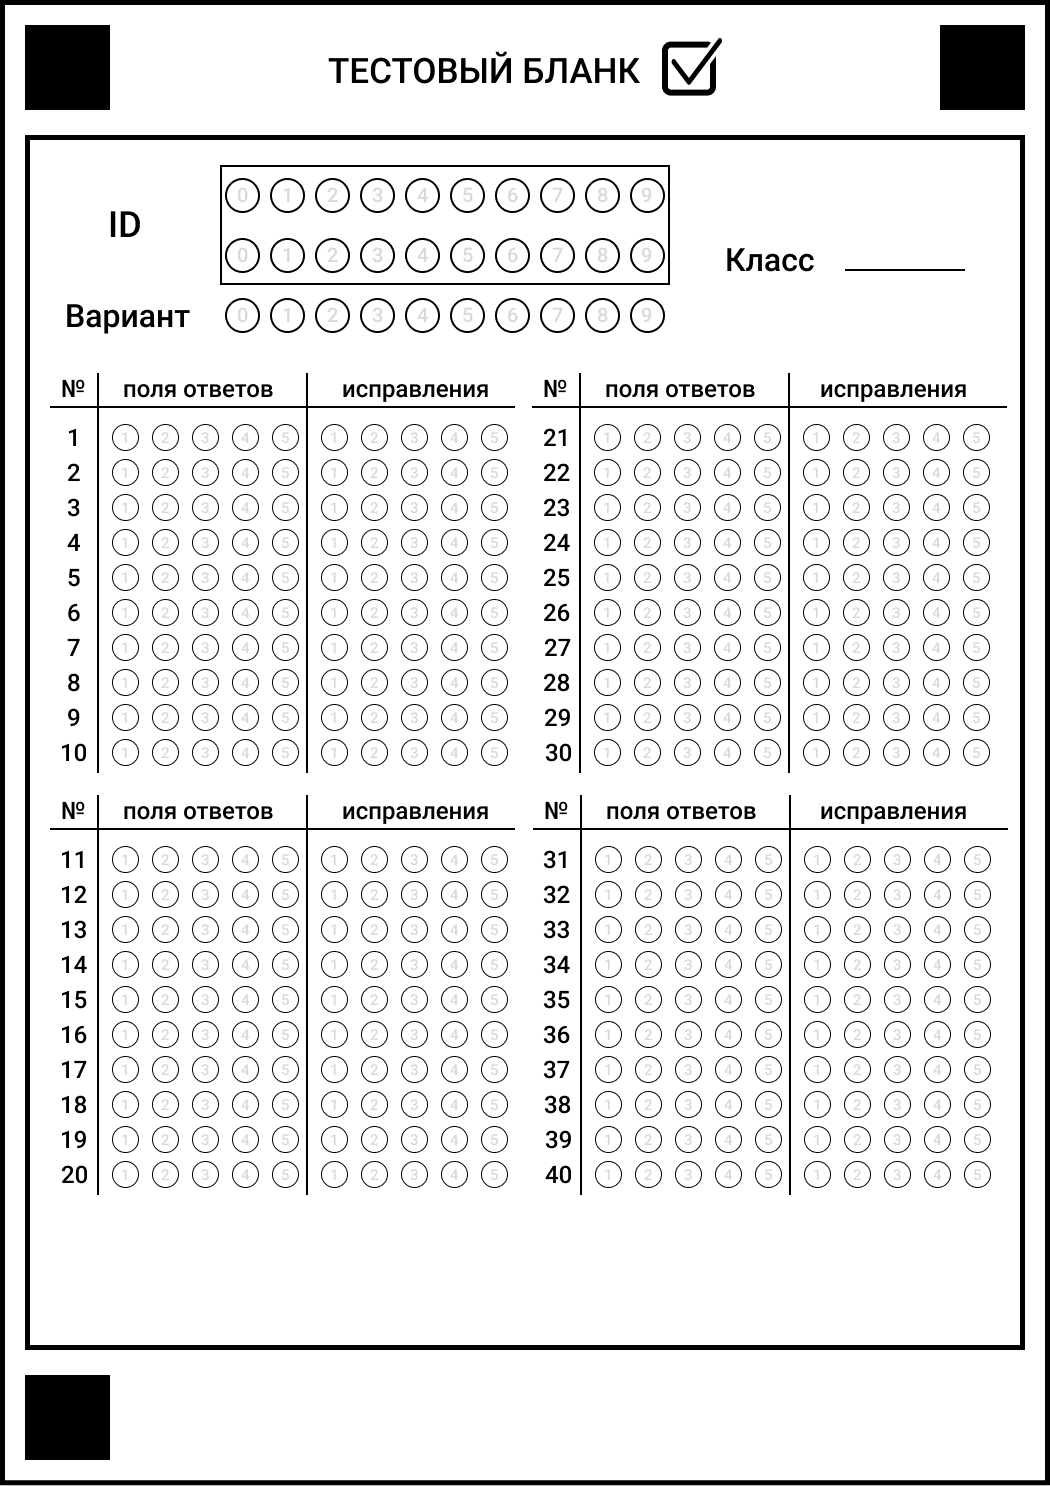 ТЕСТОВЫЙ БЛАНК
ID
0 1 2 3 4 5 6 7 8 9
0 1 2 3 4 5 6 7 8 9
Класс
Вариант 0 1 2 3 4 5 6 7 8 9
№ поля ответов исправления
1 1 2 3 4 5 1 2 3 4 5
2 1 2 3 4 5 1 2 3 4 5
3 1 2 3 4 5 1 2 3 4 5
4 1 2 3 4 5 1 2 3 4 5
5 1 2 3 4 5 1 2 3 4 5
6 1 2 3 4 5 1 2 3 4 5
7 1 2 3 4 5 1 2 3 4 5
8 1 2 3 4 5 1 2 3 4 5
9 1 2 3 4 5 1 2 3 4 5
10 1 2 3 4 5 1 2 3 4 5
№ поля ответов исправления
11 1 2 3 4 5 1 2 3 4 5
12 1 2 3 4 5 1 2 3 4 5
13 1 2 3 4 5 1 2 3 4 5
14 1 2 3 4 5 1 2 3 4 5
15 1 2 3 4 5 1 2 3 4 5
16 1 2 3 4 5 1 2 3 4 5
17 1 2 3 4 5 1 2 3 4 5
18 1 2 3 4 5 1 2 3 4 5
19 1 2 3 4 5 1 2 3 4 5
20 1 2 3 4 5 1 2 3 4 5
№ поля ответов исправления
21 1 2 3 4 5 1 2 3 4 5
22 1 2 3 4 5 1 2 3 4 5
23 1 2 3 4 5 1 2 3 4 5
24 1 2 3 4 5 1 2 3 4 5
25 1 2 3 4 5 1 2 3 4 5
26 1 2 3 4 5 1 2 3 4 5
27 1 2 3 4 5 1 2 3 4 5
28 1 2 3 4 5 1 2 3 4 5
29 1 2 3 4 5 1 2 3 4 5
30 1 2 3 4 5 1 2 3 4 5
№ поля ответов исправления
31 1 2 3 4 5 1 2 3 4 5
32 1 2 3 4 5 1 2 3 4 5
33 1 2 3 4 5 1 2 3 4 5
34 1 2 3 4 5 1 2 3 4 5
35 1 2 3 4 5 1 2 3 4 5
36 1 2 3 4 5 1 2 3 4 5
37 1 2 3 4 5 1 2 3 4 5
38 1 2 3 4 5 1 2 3 4 5
39 1 2 3 4 5 1 2 3 4 5
40 1 2 3 4 5 1 2 3 4 5